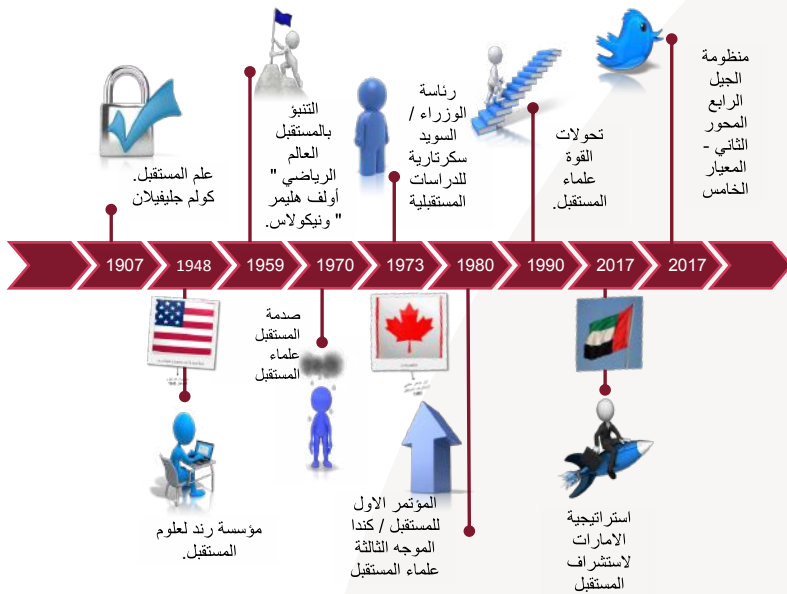 علم المستقبل.
كولم جليفيلان
التنبؤ
بالمستقبل
العالم
الرياضي "
أولف هليمر
" ونيكولاس.
رئاسة
الوزراء /
السويد
سكرتارية
للدراسات
المستقبلية
تحولات
القوة
علماء
المستقبل.
منظومة
الجيل
الرابع
المحور
الثاني -
المعيار
الخامس
1907 1948 1959 1970 1973 1980 1990 2017 2017
مؤسسة رند لعلوم
المستقبل.
صدمة
المستقبل
علماء
المستقبل
المؤتمر الاول
للمستقبل / كندا
الموجه الثالثة
علماء المستقبل
استراتيجية
الامارات
لاستشراف
المستقبل